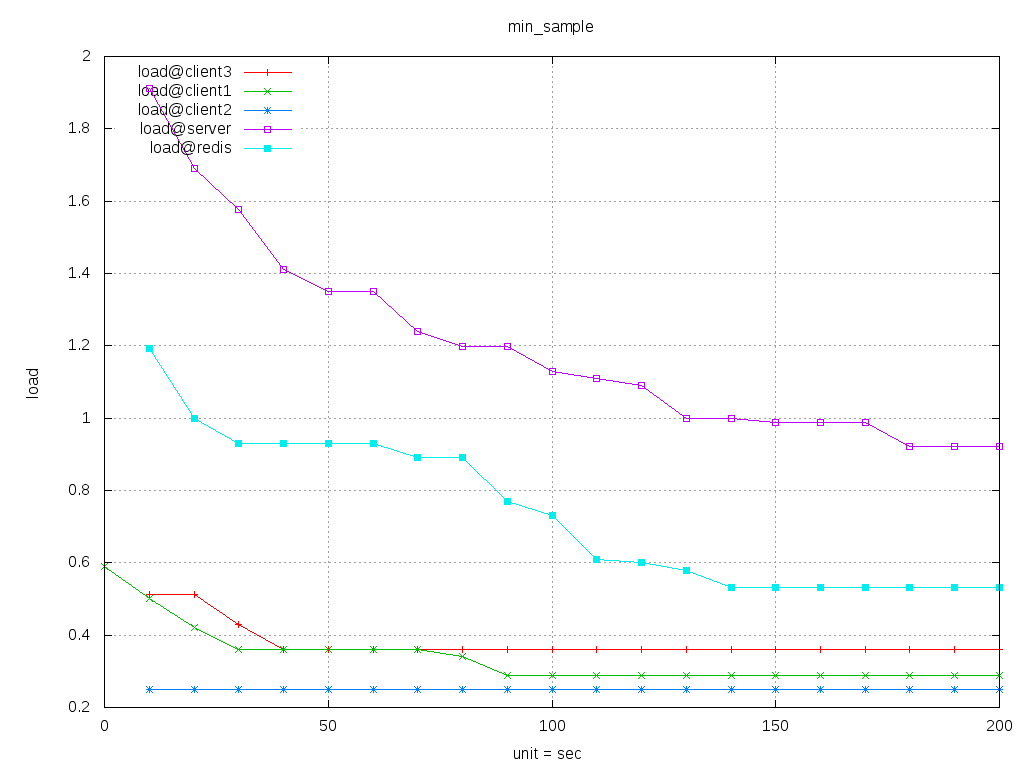 min_sample
2
load@client3
load@client1
load@client2
1.8
load@server
load@redis
1.6
1.4
1.2
load
1
0.8
0.6
0.4
0.2
0 50 100 150 200
unit = sec